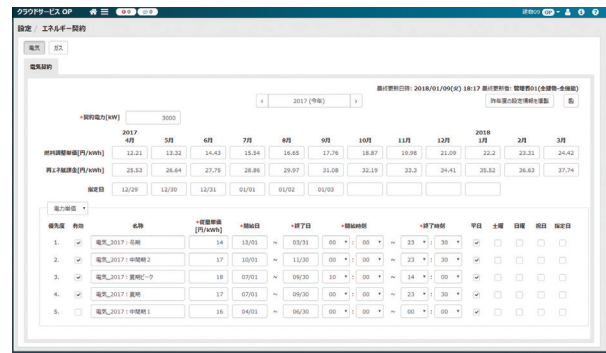 クラウドサービス OP 0 0 建物09 OP
設定 / エネルギー契約
電気 ガス
電気契約
最終更新日時: 2018/01/09(火) 18:17 最終更新者: 管理者01(全建物-全機能)
‹ 2017 (今年) › 昨年度の設定情報を複製
*契約電力[kW] 3000
2017 2018
4月 5月 6月 7月 8月 9月 10月 11月 12月 1月 2月 3月
燃料調整単価[円/kWh] 12.21 13.32 14.43 15.54 16.65 17.76 18.87 19.98 21.09 22.2 23.31 24.42
再エネ賦課金[円/kWh] 25.53 26.64 27.75 28.86 29.97 31.08 32.19 33.3 34.41 35.52 36.63 37.74
指定日 12/29 12/30 12/31 01/01 01/02 01/03
電力単価
優先度 有効 名称 *従量単価 *開始日 *終了日 *開始時刻 *終了時刻 平日 土曜 日曜 祝日 指定日
[円/kWh]
1. 電気_2017：冬期 14 12/01 ~ 03/31 00 : 00 ~ 23 : 30
2. 電気_2017：中間期2 17 10/01 ~ 11/30 00 : 00 ~ 23 : 30
3. 電気_2017：夏期ピーク 18 07/01 ~ 09/30 10 : 00 ~ 14 : 00
4. 電気_2017：夏期 17 07/01 ~ 09/30 00 : 00 ~ 23 : 30
5. 電気_2017：中間期1 16 04/01 ~ 06/30 00 : 00 ~ 23 : 30